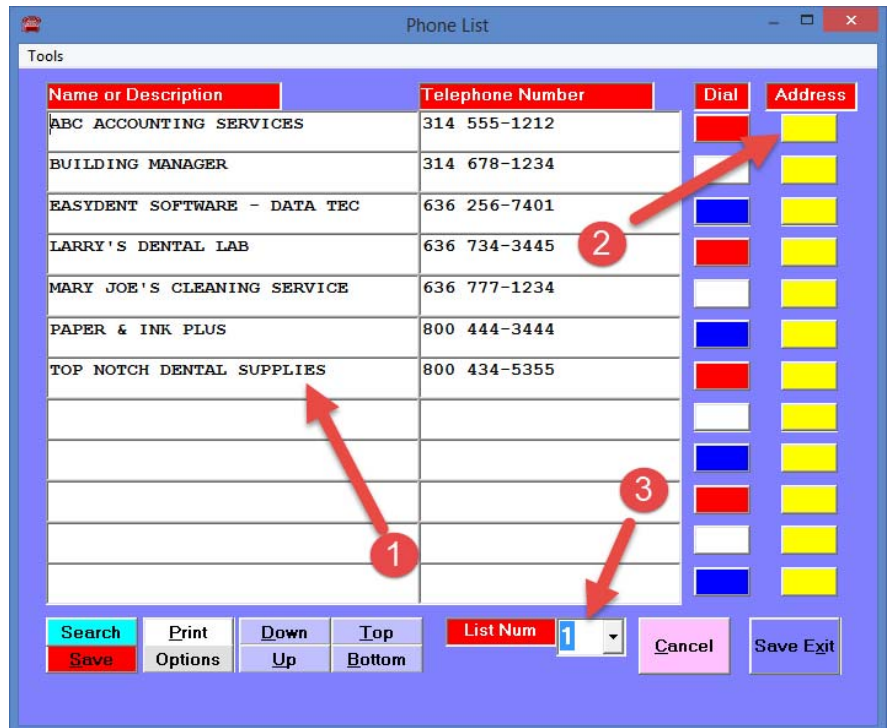 Phone List
Tools
Name or Description Telephone Number Dial Address
ABC ACCOUNTING SERVICES 314 555-1212
BUILDING MANAGER 314 678-1234
EASYDENT SOFTWARE - DATA TEC 636 256-7401
2
LARRY'S DENTAL LAB 636 734-3445
MARY JOE'S CLEANING SERVICE 636 777-1234
PAPER & INK PLUS 800 444-3444
TOP NOTCH DENTAL SUPPLIES 800 434-5355
3
1
Search Print Down Top List Num 1 Cancel Save Exit
Save Options Up Bottom